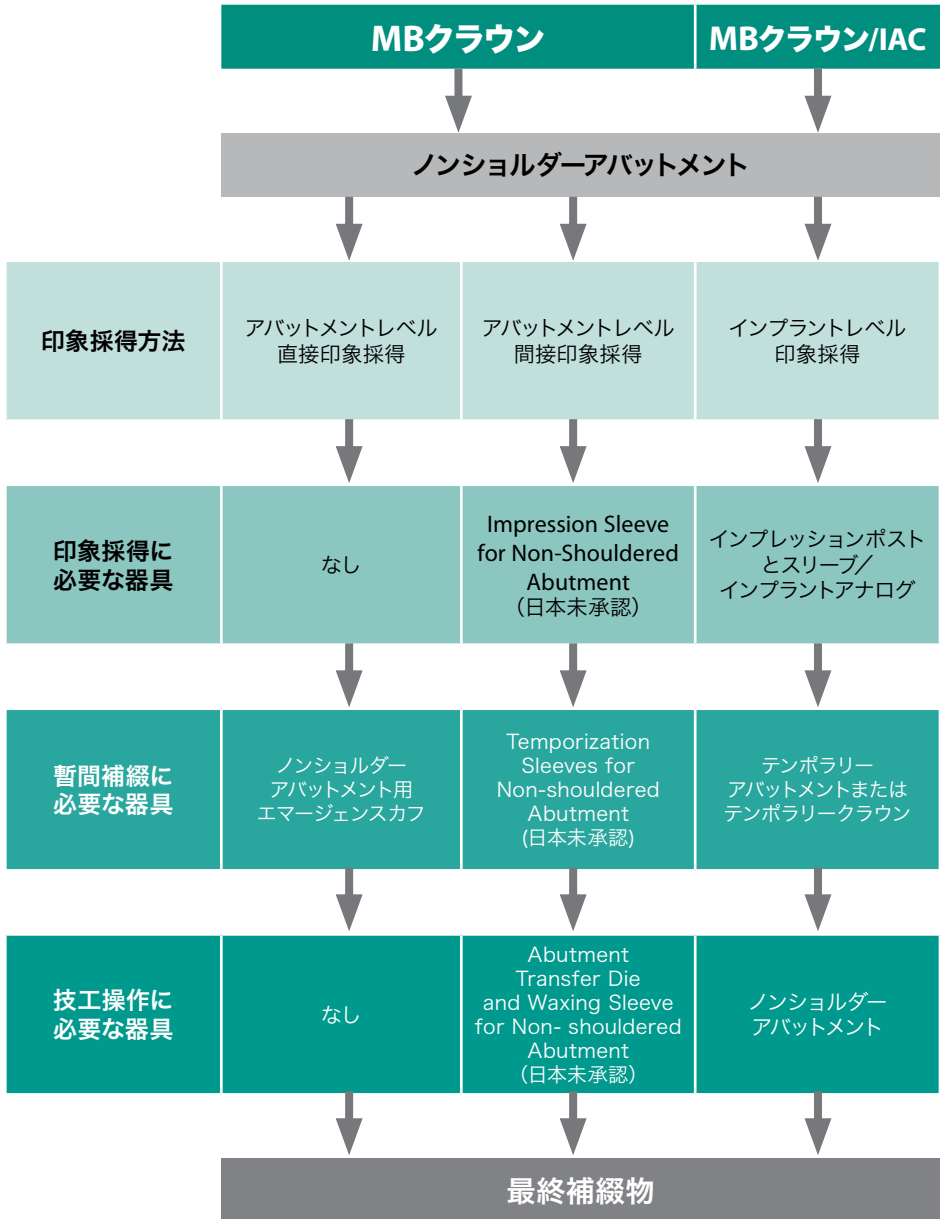 MBクラウン
MBクラウン/IAC
ノンショルダーアバットメント
印象採得方法
アバットメントレベル
直接印象採得
アバットメントレベル
間接印象採得
インプラントレベル
印象採得
印象採得に
必要な器具
なし
Impression Sleeve
for Non-Shouldered
Abutment
（日本未承認）
インプレッションポスト
とスリーブ／
インプラントアナログ
暫間補綴に
必要な器具
ノンショルダー
アバットメント用
エマージェンスカフ
Temporization
Sleeves for
Non-shouldered
Abutment
(日本未承認)
テンポラリー
アバットメントまたは
テンポラリークラウン
技工操作に
必要な器具
なし
Abutment
Transfer Die
and Waxing Sleeve
for Non- shouldered
Abutment
（日本未承認）
ノンショルダー
アバットメント
最終補綴物